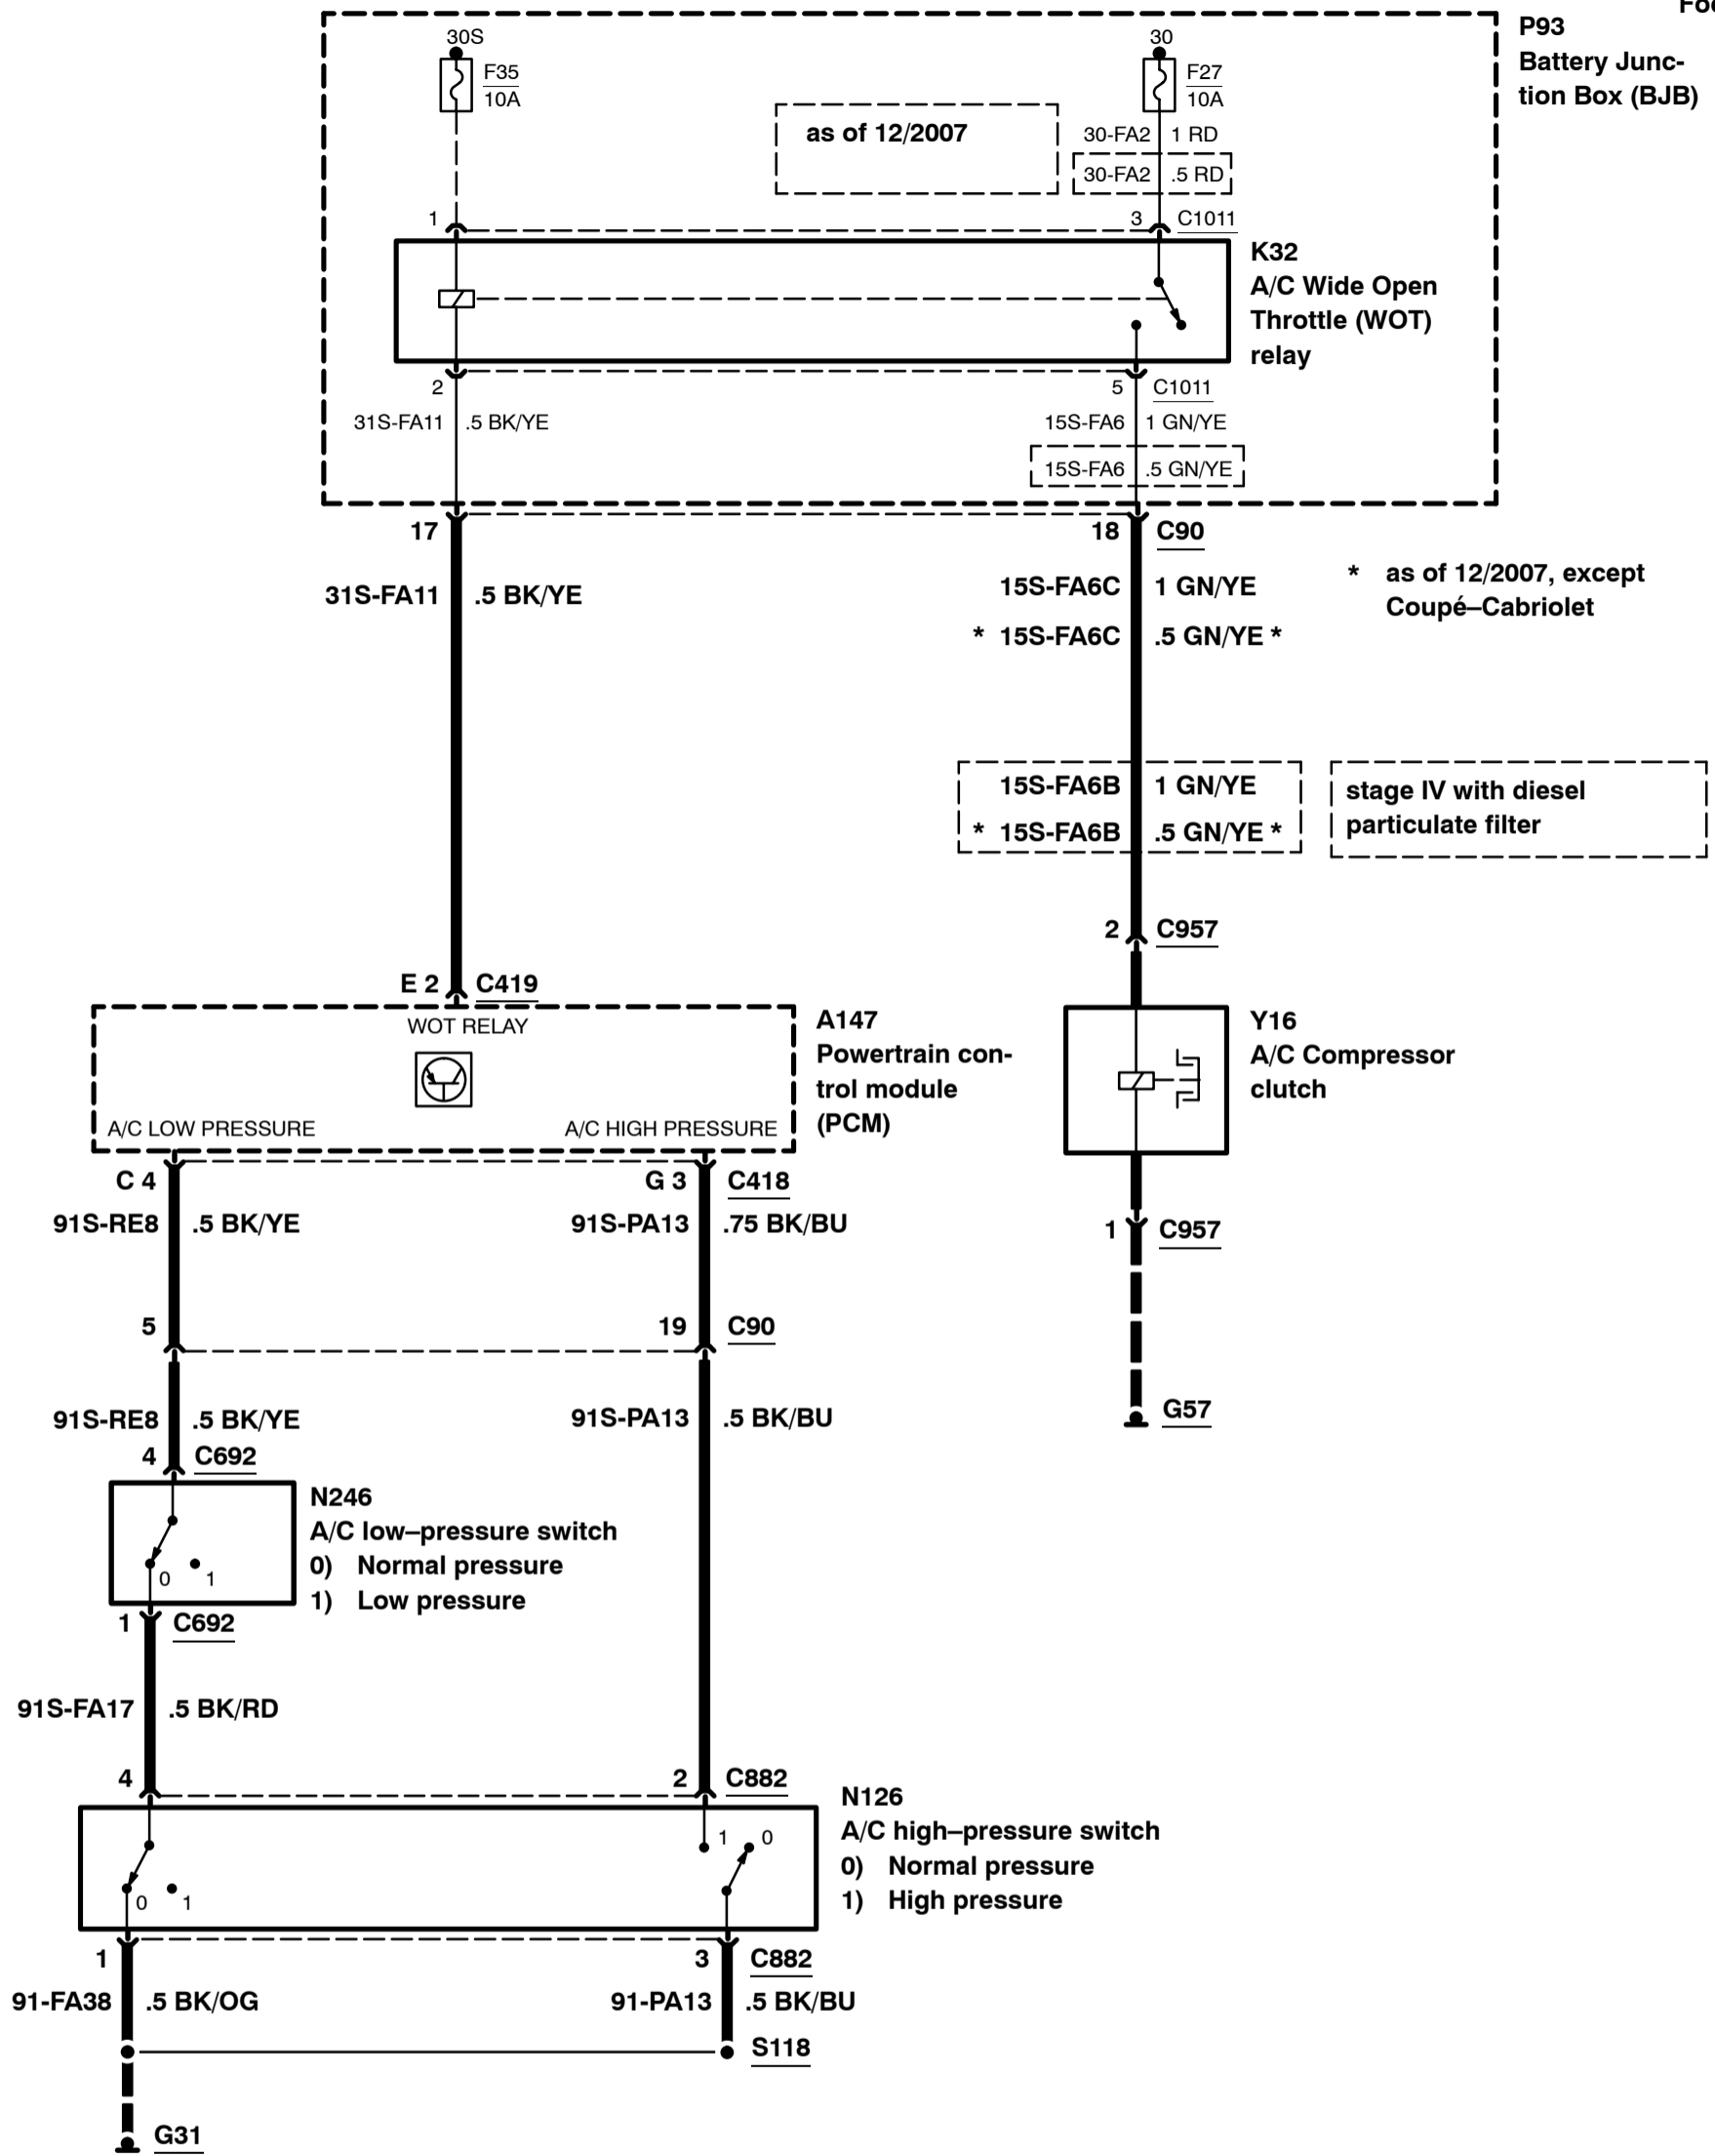 Foc
P93
Battery Junc-
tion Box (BJB)
30S
F35
10A
30
F27
10A
as of 12/2007
30-FA2 1 RD
30-FA2 .5 RD
1
3 C1011
K32
A/C Wide Open
Throttle (WOT)
relay
2
5 C1011
31S-FA11 .5 BK/YE
15S-FA6 1 GN/YE
15S-FA6 .5 GN/YE
17
18 C90
31S-FA11 .5 BK/YE
15S-FA6C 1 GN/YE
* 15S-FA6C .5 GN/YE *
* as of 12/2007, except
Coupé–Cabriolet
15S-FA6B 1 GN/YE
* 15S-FA6B .5 GN/YE *
stage IV with diesel
particulate filter
2 C957
E 2 C419
WOT RELAY
A/C LOW PRESSURE
A/C HIGH PRESSURE
A147
Powertrain con-
trol module
(PCM)
Y16
A/C Compressor
clutch
C 4
G 3 C418
91S-RE8 .5 BK/YE
91S-PA13 .75 BK/BU
1 C957
5
19 C90
91S-RE8 .5 BK/YE
91S-PA13 .5 BK/BU
G57
4 C692
N246
A/C low–pressure switch
0) Normal pressure
1) Low pressure
0 1
1 C692
91S-FA17 .5 BK/RD
4
2 C882
N126
A/C high–pressure switch
0) Normal pressure
1) High pressure
1 0
0 1
1
3 C882
91-FA38 .5 BK/OG
91-PA13 .5 BK/BU
S118
G31